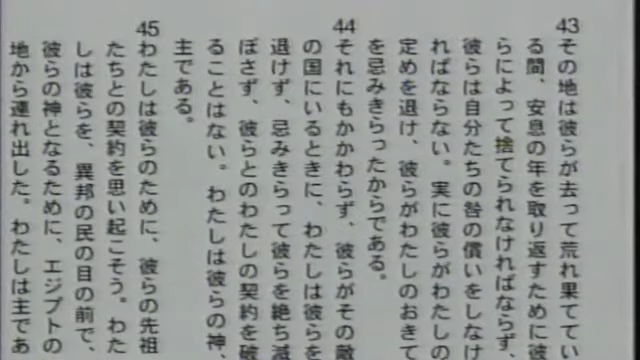 43
その地は彼らが去って荒れ果ててい
る間、安息の年を取り返すために彼
らによって捨てられなければならず、
彼らは自分たちの咎の償いをしなけ
ればならない。実に彼らがわたしの
定めを退け、彼らがわたしのおきて
を忌みきらったからである。
44
それにもかかわらず、彼らがその敵
の国にいるときに、わたしは彼らを
退けず、忌みきらって彼らを絶ち滅
ぼさず、彼らとのわたしの契約を破
ることはない。わたしは彼らの神、
主である。
45
わたしは彼らのために、彼らの先祖
たちとの契約を思い起こそう。わた
しは彼らを、異邦の民の目の前で、
彼らの神となるために、エジプトの
地から連れ出した。わたしは主であ